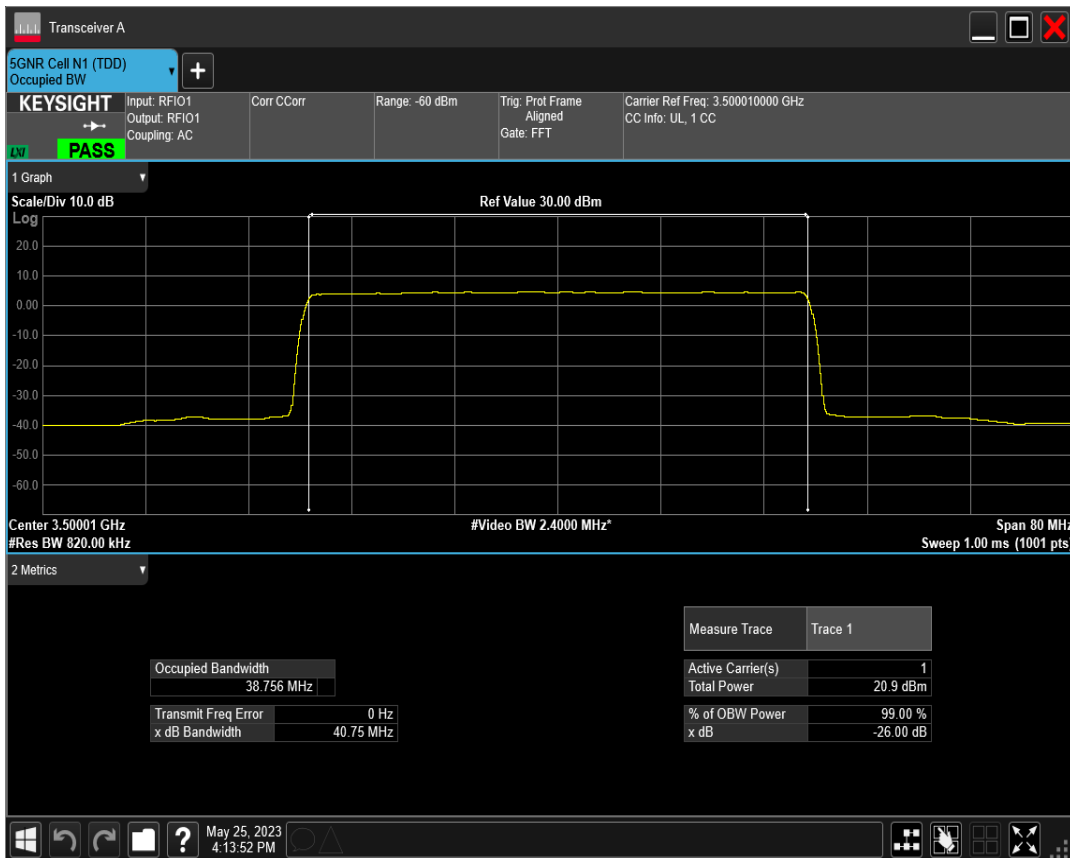 Transceiver A
5GNR Cell N1 (TDD)
Occupied BW
+
KEYSIGHT
LXI
PASS
Input: RFIO1
Output: RFIO1
Coupling: AC
Corr CCorr
Range: -60 dBm
Trig: Prot Frame
Aligned
Gate: FFT
Carrier Ref Freq: 3.500010000 GHz
CC Info: UL, 1 CC
1 Graph
Scale/Div 10.0 dB
Ref Value 30.00 dBm
Log
20.0
10.0
0.00
-10.0
-20.0
-30.0
-40.0
-50.0
-60.0
Center 3.50001 GHz
#Video BW 2.4000 MHz*
Span 80 MHz
#Res BW 820.00 kHz
Sweep 1.00 ms (1001 pts)
2 Metrics
Measure Trace Trace 1
Occupied Bandwidth
38.756 MHz
Active Carrier(s) 1
Total Power 20.9 dBm
Transmit Freq Error 0 Hz
x dB Bandwidth 40.75 MHz
% of OBW Power 99.00 %
x dB -26.00 dB
?
May 25, 2023
4:13:52 PM